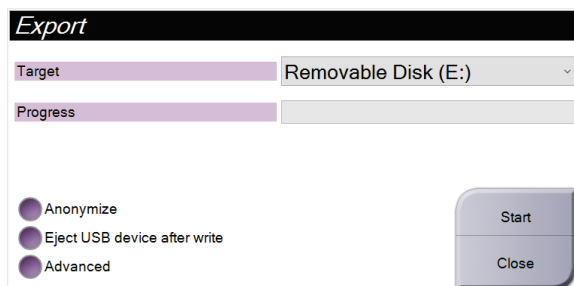 Export
Target
Removable Disk (E:)
Progress
Anonymize
Eject USB device after write
Advanced
Start
Close